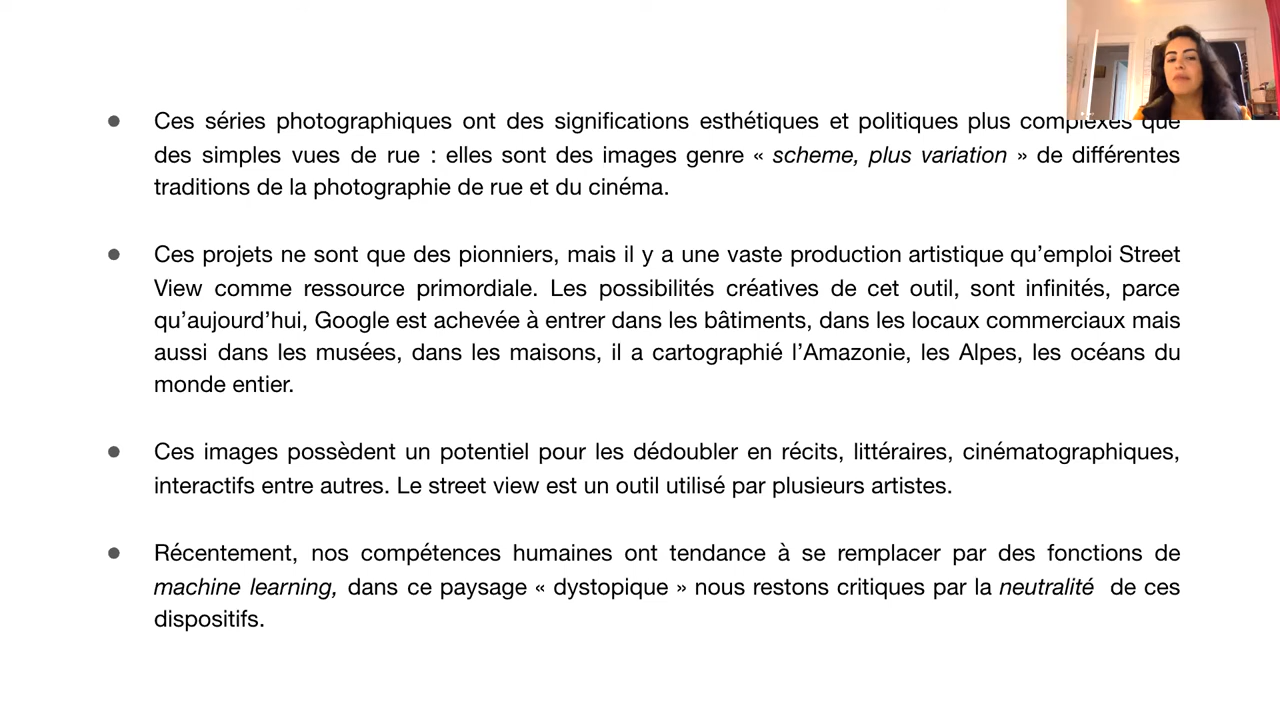 Ces séries photographiques ont des significations esthétiques et politiques plus complexes que
des simples vues de rue : elles sont des images genre « scheme, plus variation » de différentes
traditions de la photographie de rue et du cinéma.
Ces projets ne sont que des pionniers, mais il y a une vaste production artistique qu’emploi Street
View comme ressource primordiale. Les possibilités créatives de cet outil, sont infinités, parce
qu’aujourd’hui, Google est achevée à entrer dans les bâtiments, dans les locaux commerciaux mais
aussi dans les musées, dans les maisons, il a cartographié l’Amazonie, les Alpes, les océans du
monde entier.
Ces images possèdent un potentiel pour les dédoubler en récits, littéraires, cinématographiques,
interactifs entre autres. Le street view est un outil utilisé par plusieurs artistes.
Récentement, nos compétences humaines ont tendance à se remplacer par des fonctions de
machine learning, dans ce paysage « dystopique » nous restons critiques par la neutralité de ces
dispositifs.